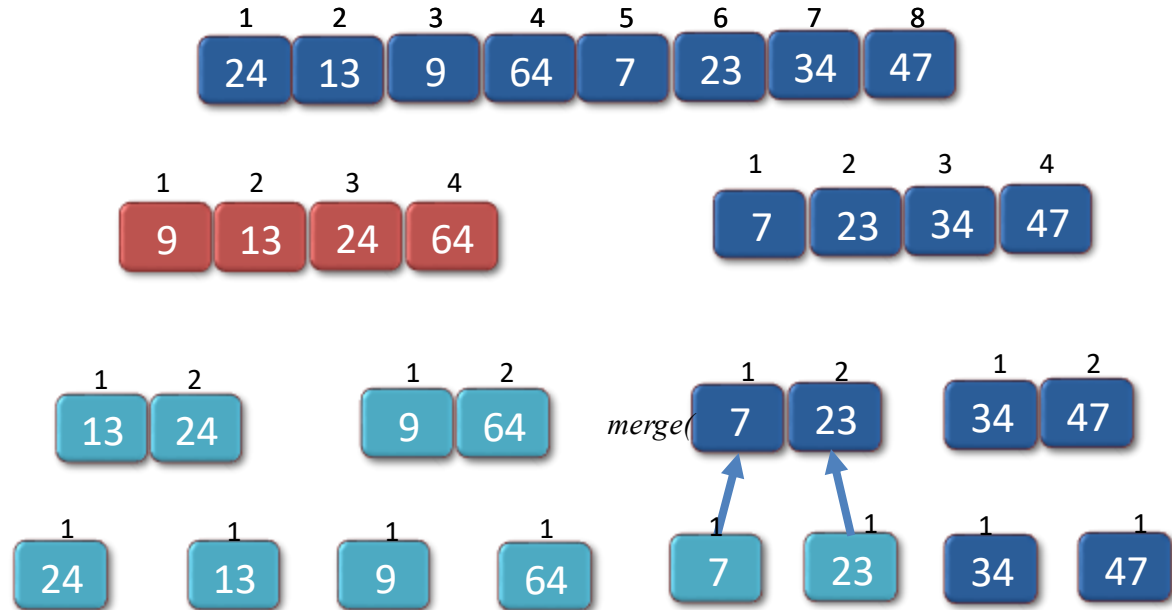 1 2 3 4 5 6 7 8
24 13 9 64 7 23 34 47
1 2 3 4
9 13 24 64
1 2 3 4
7 23 34 47
1 2
13 24
1 2
9 64
1 2
merge( 7 23
1 2
34 47
1 1 1 1 1 1 1 1
24 13 9 64 7 23 34 47